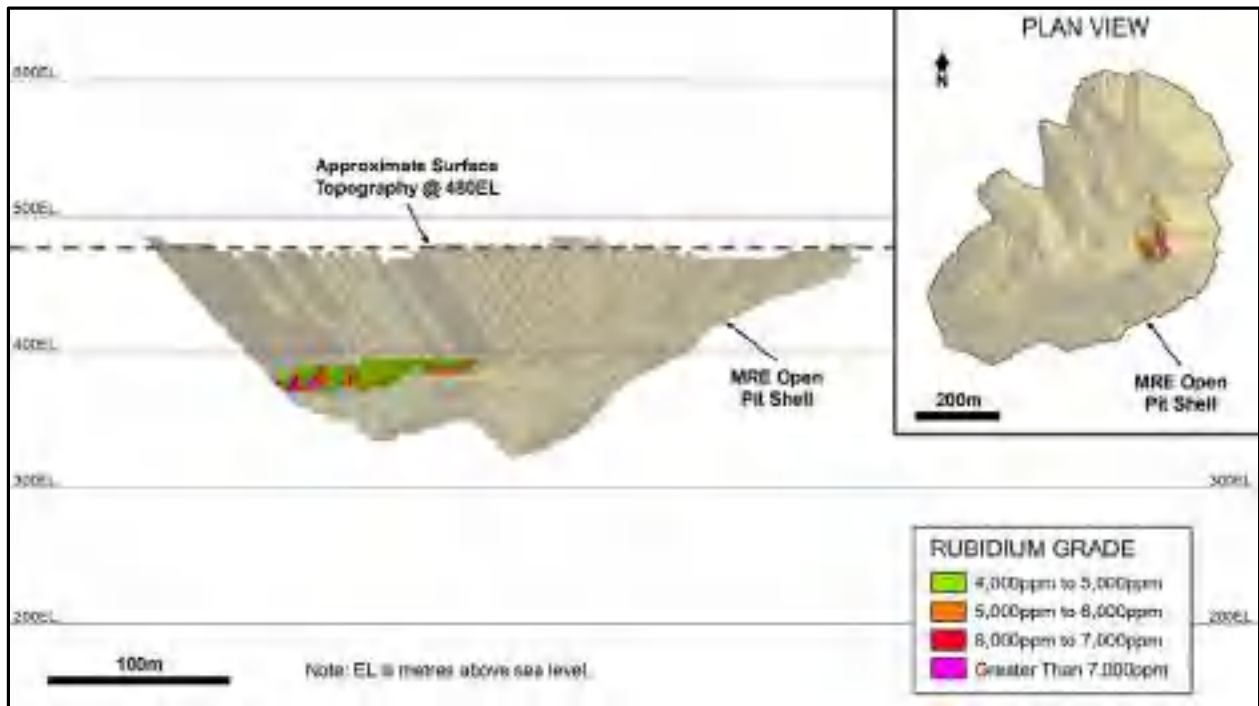 PLAN VIEW
N
600EL
Approximate Surface
Topography @ 480EL
500EL
400EL
MRE Open
Pit Shell
MRE Open
Pit Shell
200m
300EL
300EL
RUBIDIUM GRADE
4,000ppm to 5,000ppm
5,000ppm to 6,000ppm
6,000ppm to 7,000ppm
Greater Than 7,000ppm
200EL
200EL
100m
Note: EL is metres above sea level.